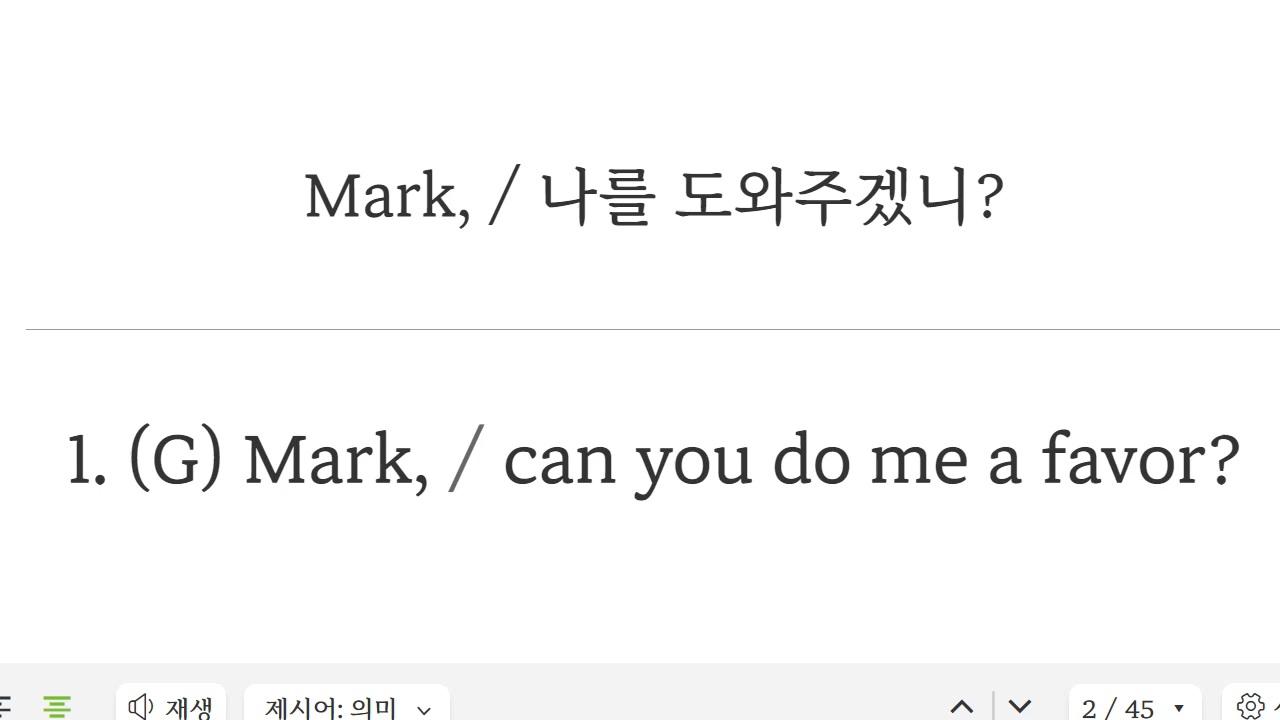 Mark, / 나를 도와주겠니?
1. (G) Mark, / can you do me a favor?
재생 제시어: 의미 2 / 45